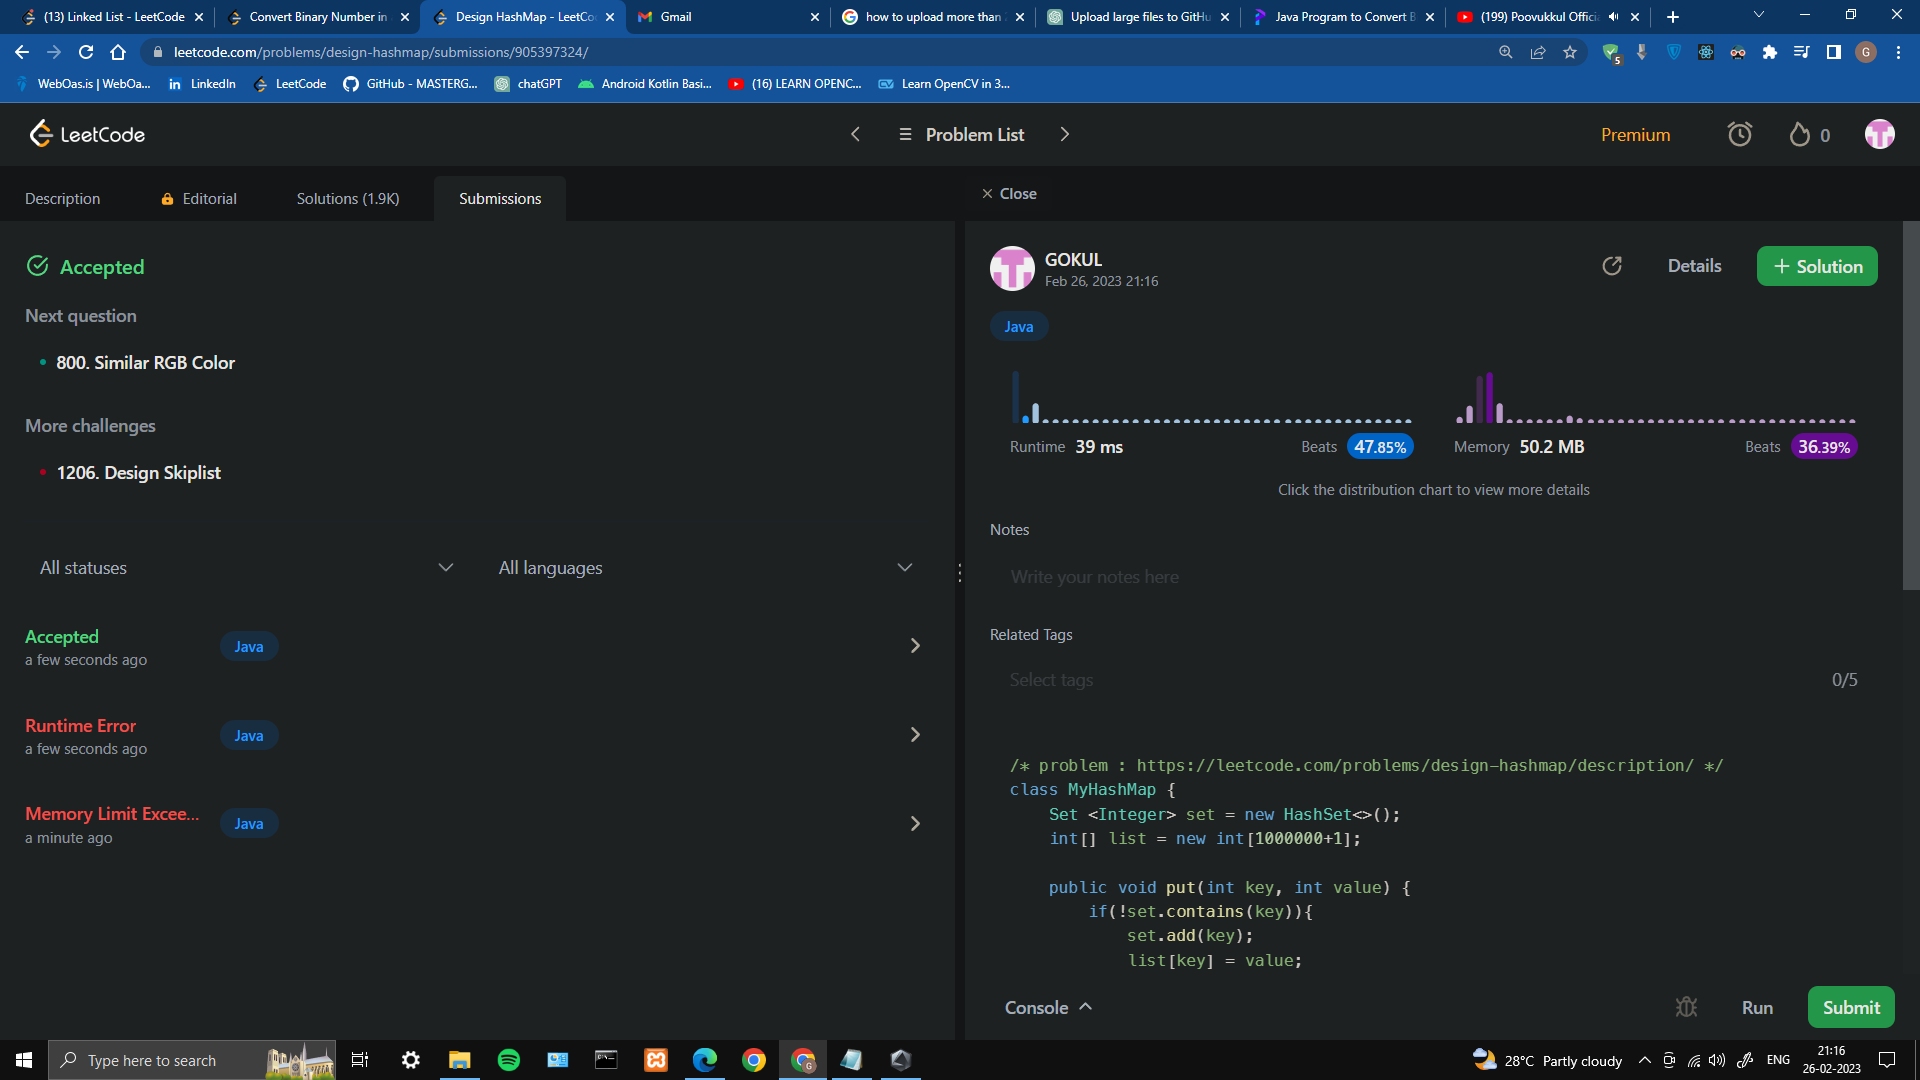 (13) Linked List - LeetCode
Convert Binary Number in
Design HashMap - LeetCo
Gmail
how to upload more than
Upload large files to GitHu
Java Program to Convert B
(199) Poovukkul Offici
leetcode.com/problems/design-hashmap/submissions/905397324/
5
G
WebOas.is | WebOa...
LinkedIn
LeetCode
GitHub - MASTERG...
chatGPT
Android Kotlin Basi...
(16) LEARN OPENC...
Learn OpenCV in 3...
LeetCode
Problem List
Premium
0
Description
Editorial
Solutions (1.9K)
Submissions
Close
Accepted
Next question
800. Similar RGB Color
More challenges
1206. Design Skiplist
All statuses
All languages
Accepted
a few seconds ago
Java
Runtime Error
a few seconds ago
Java
Memory Limit Excee...
a minute ago
Java
GOKUL
Feb 26, 2023 21:16
Details
+ Solution
Java
Runtime 39 ms
Beats 47.85%
Memory 50.2 MB
Beats 36.39%
Click the distribution chart to view more details
Notes
Write your notes here
Related Tags
Select tags
0/5
/* problem : https://leetcode.com/problems/design-hashmap/description/ */
class MyHashMap {
    Set <Integer> set = new HashSet<>();
    int[] list = new int[1000000+1];
    public void put(int key, int value) {
        if(!set.contains(key)){
            set.add(key);
            list[key] = value;
Console
Run
Submit
Type here to search
28°C Partly cloudy
ENG
21:16
26-02-2023